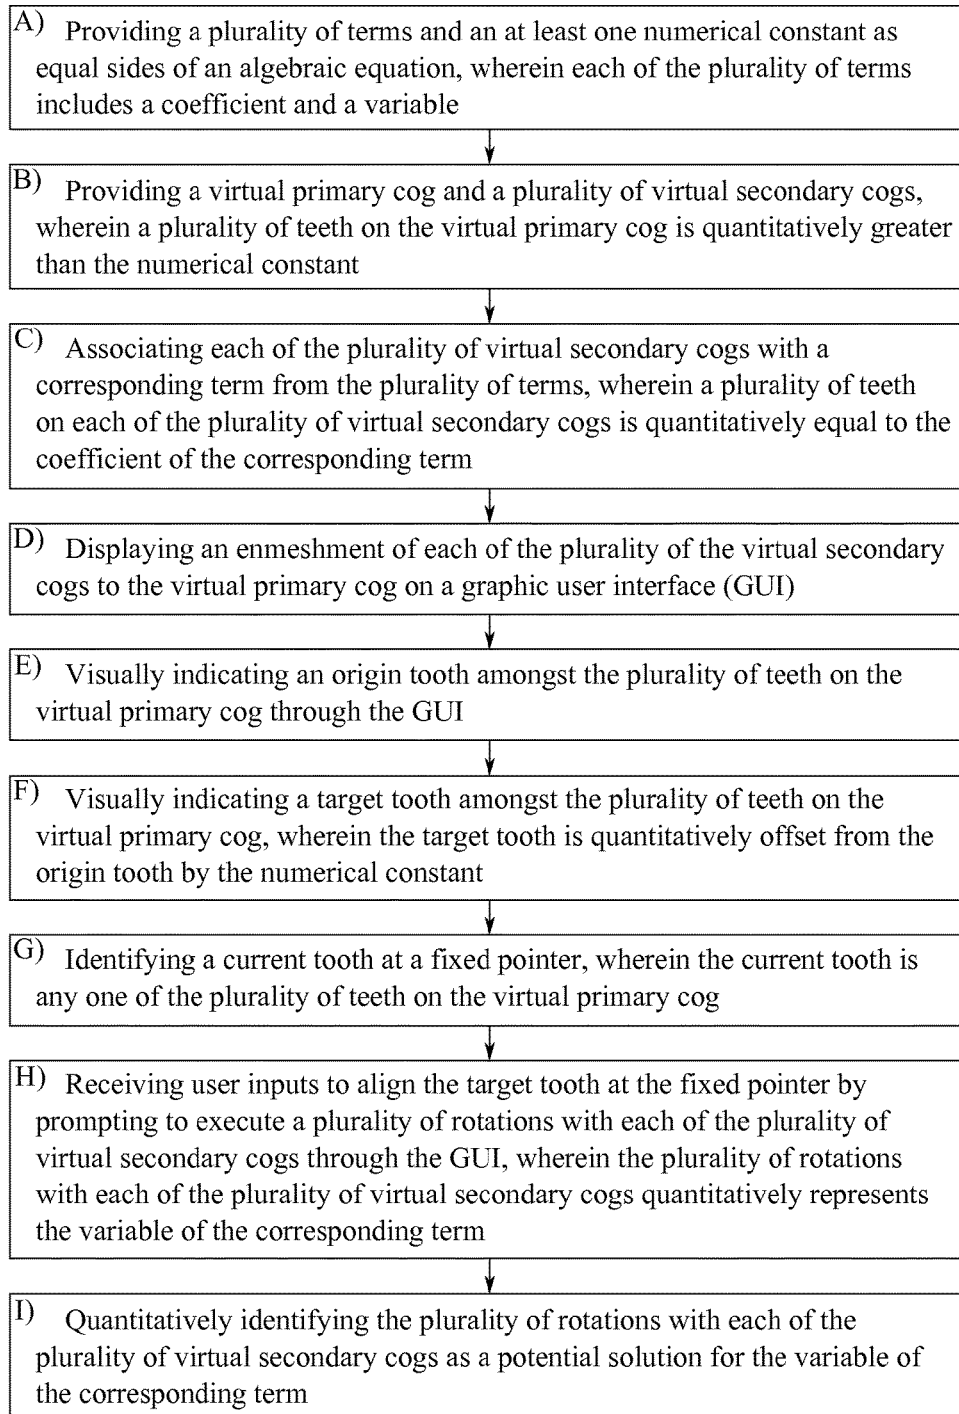 A) Providing a plurality of terms and an at least one numerical constant as
equal sides of an algebraic equation, wherein each of the plurality of terms
includes a coefficient and a variable
B) Providing a virtual primary cog and a plurality of virtual secondary cogs,
wherein a plurality of teeth on the virtual primary cog is quantitatively greater
than the numerical constant
C) Associating each of the plurality of virtual secondary cogs with a
corresponding term from the plurality of terms, wherein a plurality of teeth
on each of the plurality of virtual secondary cogs is quantitatively equal to the
coefficient of the corresponding term
D) Displaying an enmeshment of each of the plurality of the virtual secondary
cogs to the virtual primary cog on a graphic user interface (GUI)
E) Visually indicating an origin tooth amongst the plurality of teeth on the
virtual primary cog through the GUI
F) Visually indicating a target tooth amongst the plurality of teeth on the
virtual primary cog, wherein the target tooth is quantitatively offset from the
origin tooth by the numerical constant
G) Identifying a current tooth at a fixed pointer, wherein the current tooth is
any one of the plurality of teeth on the virtual primary cog
H) Receiving user inputs to align the target tooth at the fixed pointer by
prompting to execute a plurality of rotations with each of the plurality of
virtual secondary cogs through the GUI, wherein the plurality of rotations
with each of the plurality of virtual secondary cogs quantitatively represents
the variable of the corresponding term
I) Quantitatively identifying the plurality of rotations with each of the
plurality of virtual secondary cogs as a potential solution for the variable of
the corresponding term